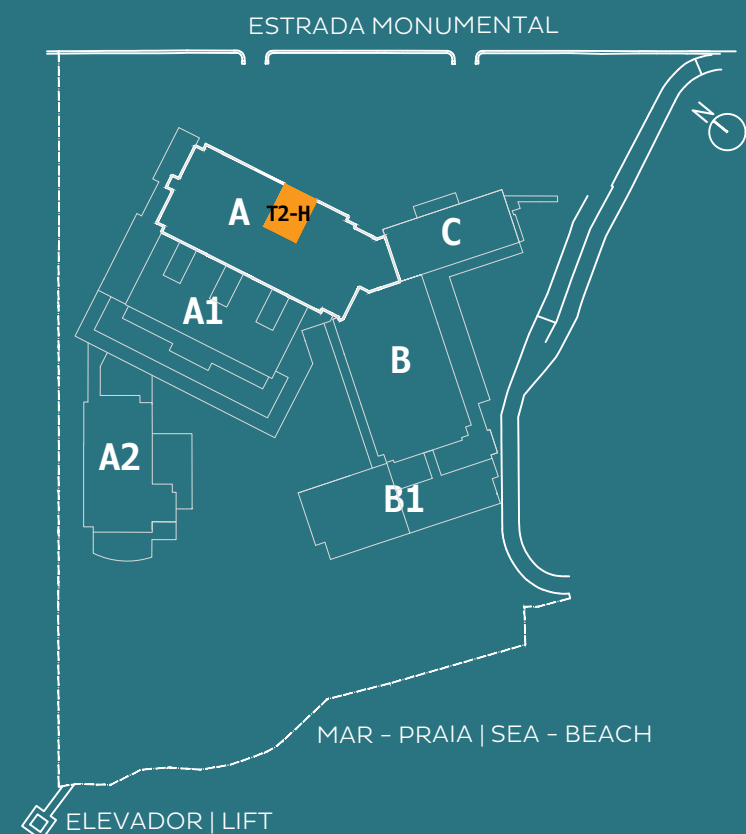 ESTRADA MONUMENTAL
N
A
T2-H
C
A1
B
A2
B1
MAR - PRAIA | SEA - BEACH
ELEVADOR | LIFT